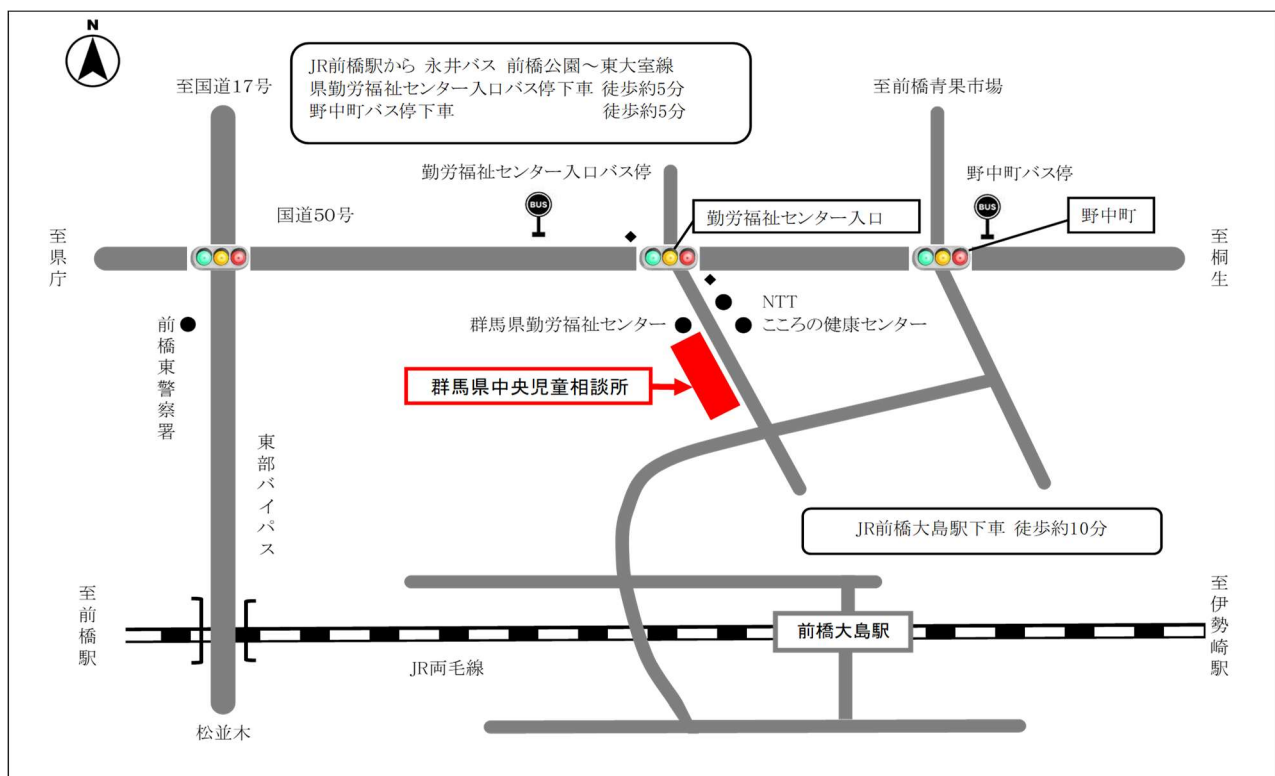 N
JR前橋駅から 永井バス 前橋公園～東大室線
県勤労福祉センター入口バス停下車 徒歩約5分
野中町バス停下車 徒歩約5分
至国道17号
至前橋青果市場
勤労福祉センター入口バス停
野中町バス停
BUS
BUS
国道50号
勤労福祉センター入口
野中町
至県庁
至桐生
前橋東警察署
群馬県勤労福祉センター
NTT
こころの健康センター
群馬県中央児童相談所
東部バイパス
JR前橋大島駅下車 徒歩約10分
至前橋駅
至伊勢崎駅
前橋大島駅
JR両毛線
松並木